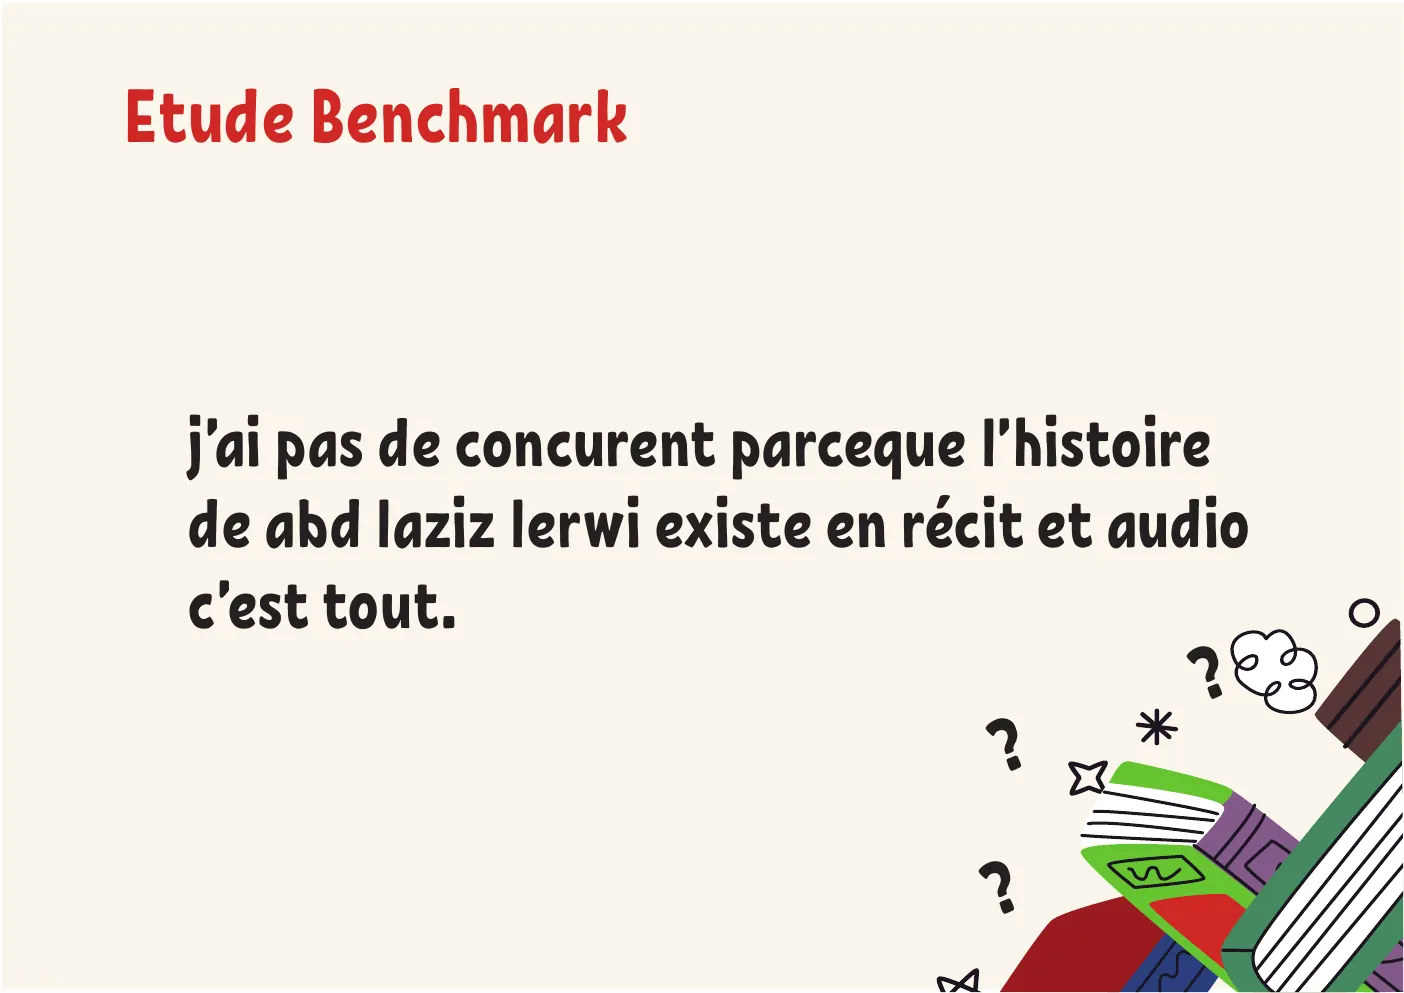 Etude Benchmark
j'ai pas de concurent parceque l'histoire
de abd laziz lerwi existe en récit et audio
c'est tout.
?
?
?